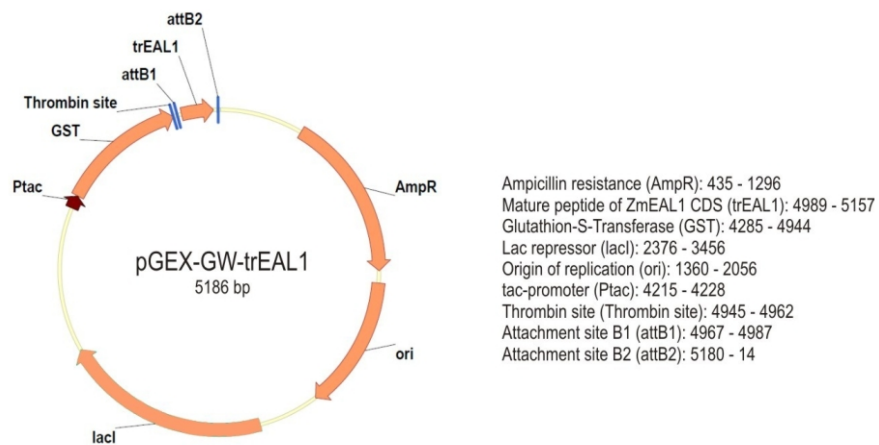 attB2
trEAL1
attB1
Thrombin site
GST
Ptac
AmpR
pGEX-GW-trEAL1
5186 bp
ori
lacI
Ampicillin resistance (AmpR): 435 - 1296
Mature peptide of ZmEAL1 CDS (trEAL1): 4989 - 5157
Glutathion-S-Transferase (GST): 4285 - 4944
Lac repressor (lacI): 2376 - 3456
Origin of replication (ori): 1360 - 2056
tac-promoter (Ptac): 4215 - 4228
Thrombin site (Thrombin site): 4945 - 4962
Attachment site B1 (attB1): 4967 - 4987
Attachment site B2 (attB2): 5180 - 14